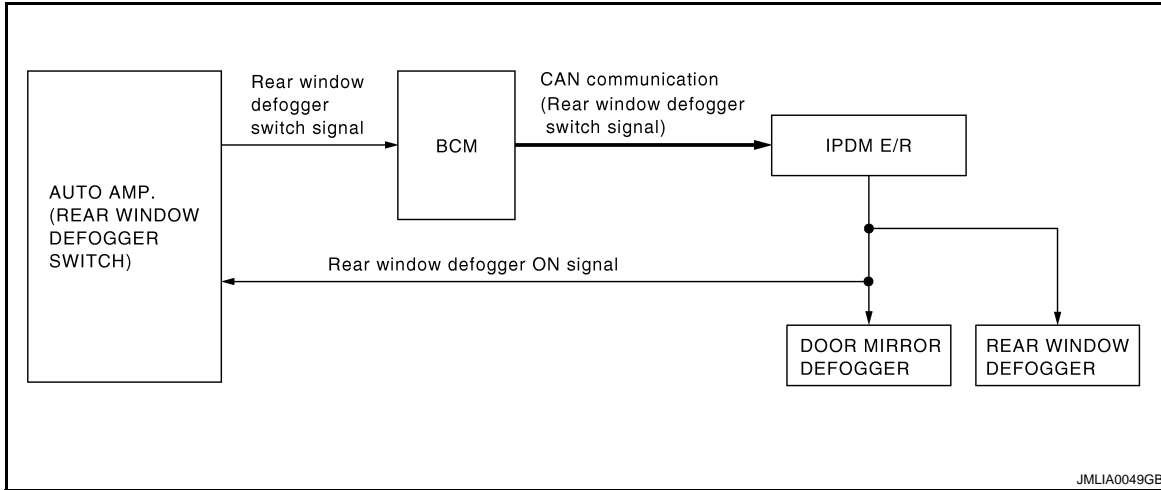 Rear window
defogger
switch signal
CAN communication
(Rear window defogger
switch signal)
BCM
IPDM E/R
AUTO AMP.
(REAR WINDOW
DEFOGGER
SWITCH)
Rear window defogger ON signal
DOOR MIRROR
DEFOGGER
REAR WINDOW
DEFOGGER
JMLIA0049GB